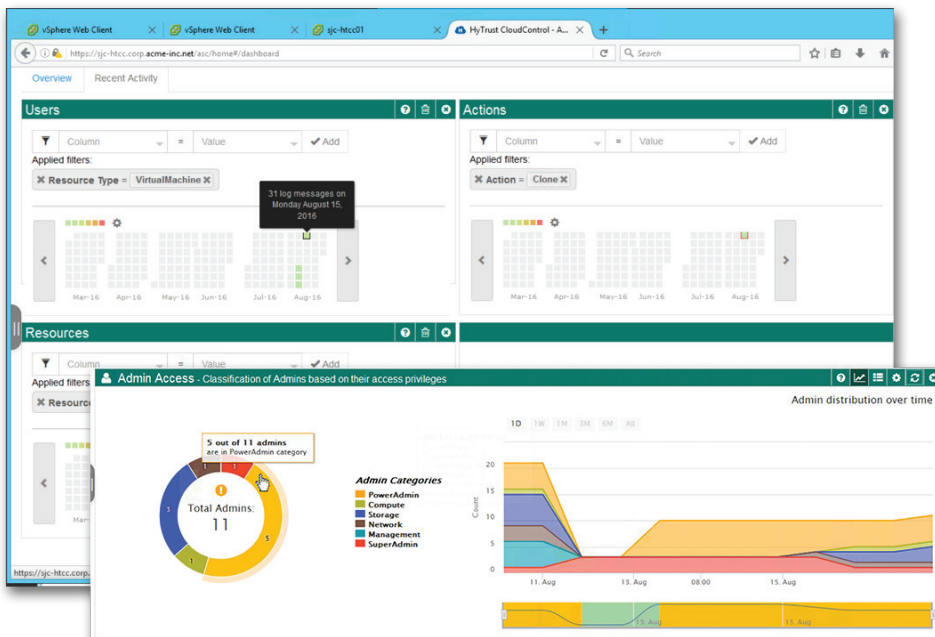 vSphere Web Client
vSphere Web Client
sjc-htcc01
HyTrust CloudControl - A...
https://sjc-htcc.corp.acme-inc.net/asc/home#/dashboard
Search
Overview
Recent Activity
Users
Column = Value Add
Applied filters:
Resource Type = VirtualMachine
31 log messages on
Monday August 15,
2016
Mar-16 Apr-16 May-16 Jun-16 Jul-16 Aug-16
Actions
Column = Value Add
Applied filters:
Action = Clone
Mar-16 Apr-16 May-16 Jun-16 Jul-16 Aug-16
Resources
Column = Value Add
Applied filters
Resourc
Mar-
https://sjc-htcc.corp.
Admin Access - Classification of Admins based on their access privileges
Admin distribution over time
1D 1W 1M 3M 6M All
5 out of 11 admins
are in PowerAdmin category
1
1
3
5
1
Total Admins:
11
Admin Categories
PowerAdmin
Compute
Storage
Network
Management
SuperAdmin
Count
20
15
10
5
0
11. Aug 13. Aug 08:00 15. Aug
13. Aug 15. Aug